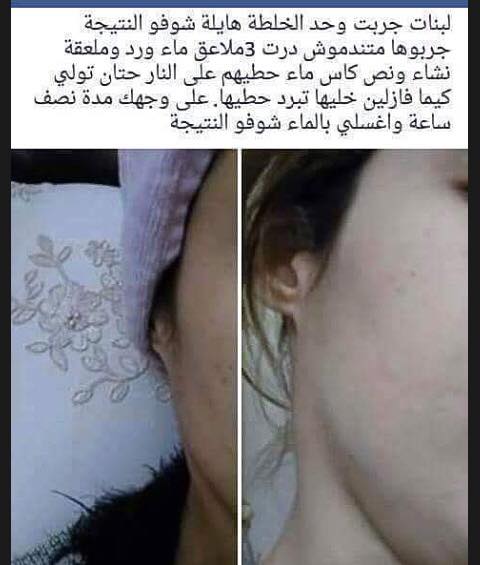 لبنات جربت وحد الخلطة هايلة شوفو النتيجة
جربوها متندموش درت 3ملاعق ماء ورد وملعقة
نشاء ونص كاس ماء حطيهم على النار حتان تولي
كيما فازلين خليها تبرد حطيها. على وجهك مدة نصف
ساعة واغسلي بالماء شوفو النتيجة